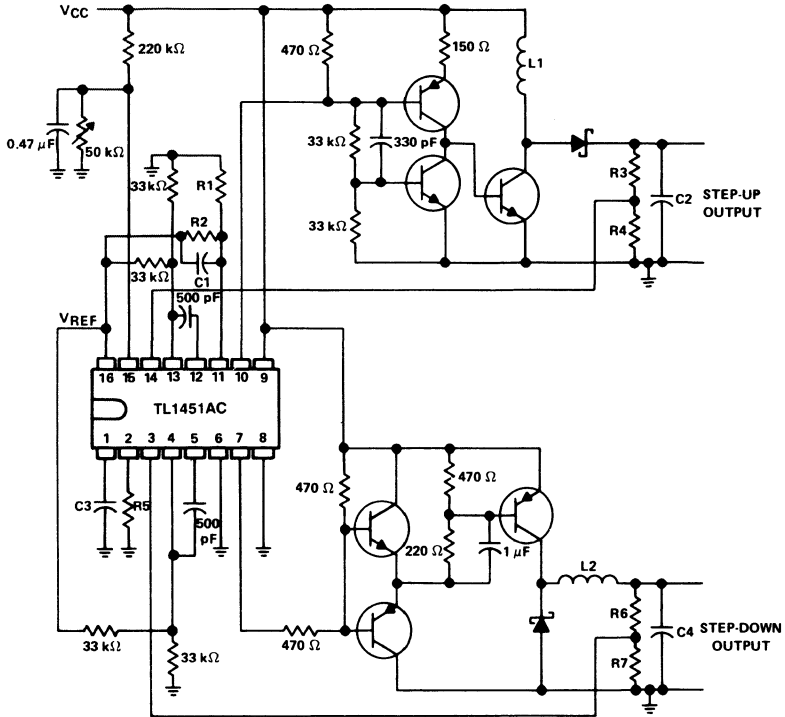 VCC
220 kΩ
470 Ω
150 Ω
L1
0.47 µF
50 kΩ
33 kΩ
330 pF
33kΩ
R1
R3
C2
STEP-UP
OUTPUT
R2
33 kΩ
R4
33 kΩ
C1
500 pF
VREF
16 15 14 13 12 11 10 9
TL1451AC
1 2 3 4 5 6 7 8
470 Ω
470 Ω
C3
R5
500
pF
220 Ω
1 µF
L2
R6
C4
STEP-DOWN
OUTPUT
33 kΩ
470 Ω
33 kΩ
R7